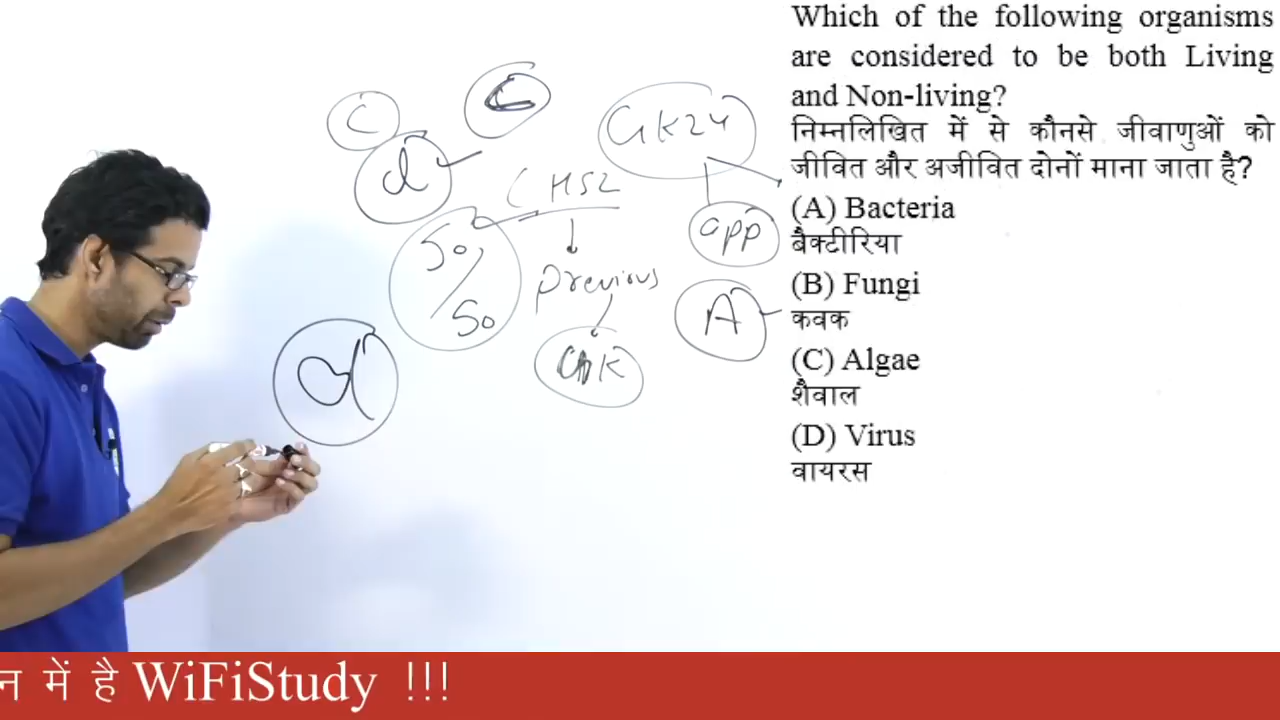 Which of the following organisms
are considered to be both Living
and Non-living?
निम्नलिखित में से कौनसे जीवाणुओं को
जीवित और अजीवित दोनों माना जाता है?
(A) Bacteria
बैक्टीरिया
(B) Fungi
कवक
(C) Algae
शैवाल
(D) Virus
वायरस
C
C
d
GK24
CHSL
app
50
50
Previous
A
GK
d
न में है WiFiStudy !!!